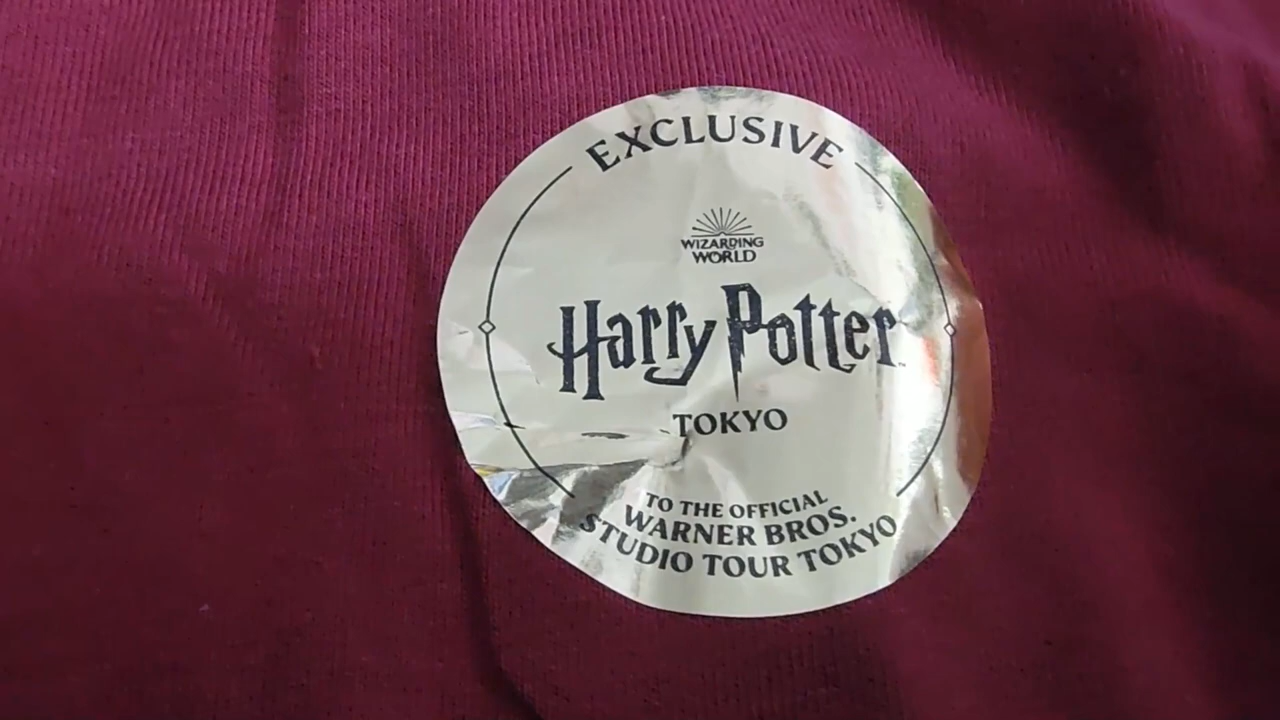 EXCLUSIVE
WIZARDING
WORLD
Harry Potter
TOKYO
TO THE OFFICIAL
WARNER BROS.
STUDIO TOUR TOKYO